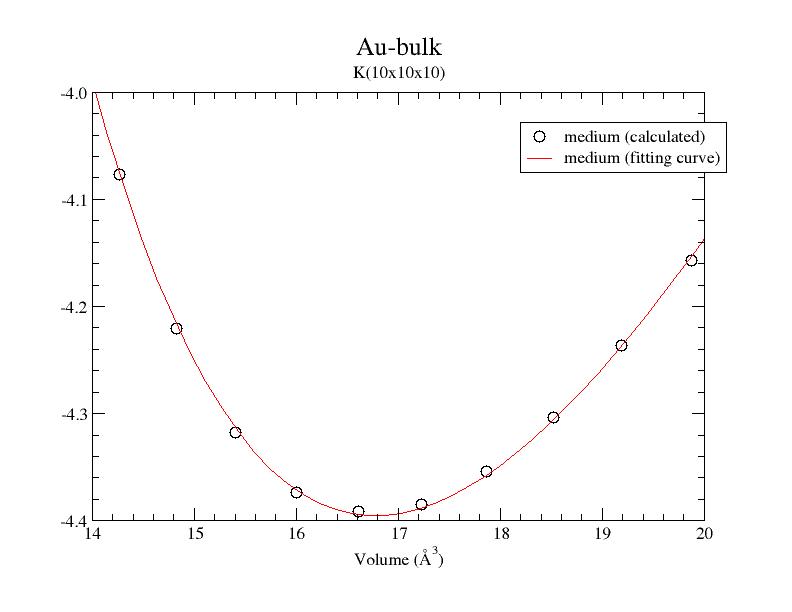 Au-bulk
K(10x10x10)
-4.0
medium (calculated)
medium (fitting curve)
-4.1
-4.2
-4.3
-4.4
14 15 16 17 18 19 20
Volume (Å³)